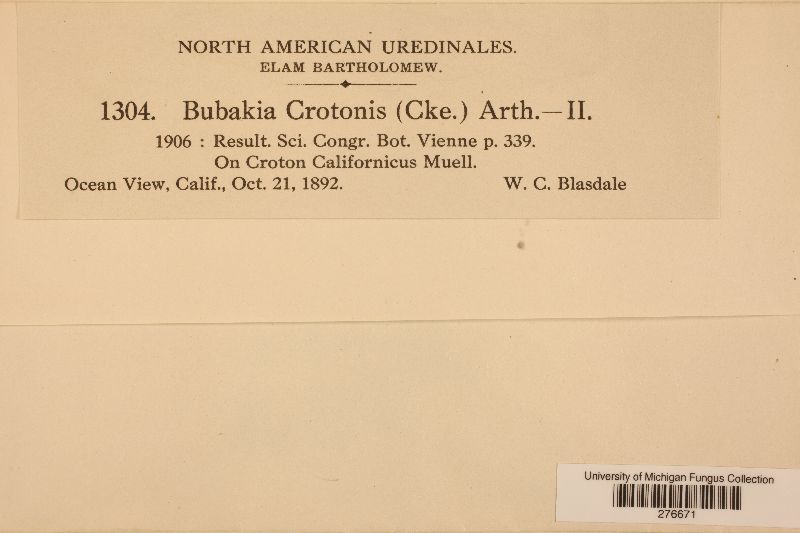 NORTH AMERICAN UREDINALES.
ELAM BARTHOLOMEW.
1304. Bubakia Crotonis (Cke.) Arth.—II.
1906 : Result. Sci. Congr. Bot. Vienne p. 339.
On Croton Californicus Muell.
Ocean View, Calif., Oct. 21, 1892. W. C. Blasdale
University of Michigan Fungus Collection
276671